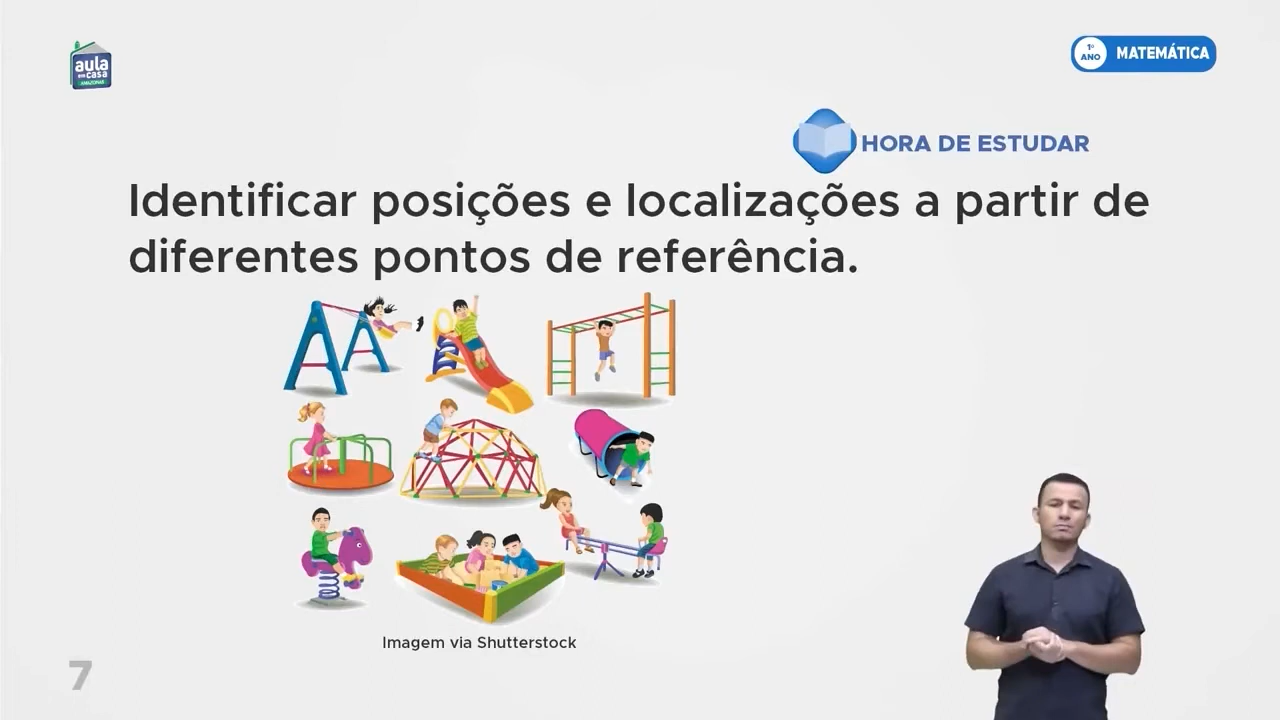 aula
em casa
AMAZONAS
1º
ANO
MATEMÁTICA
HORA DE ESTUDAR
Identificar posições e localizações a partir de
diferentes pontos de referência.
Imagem via Shutterstock
7